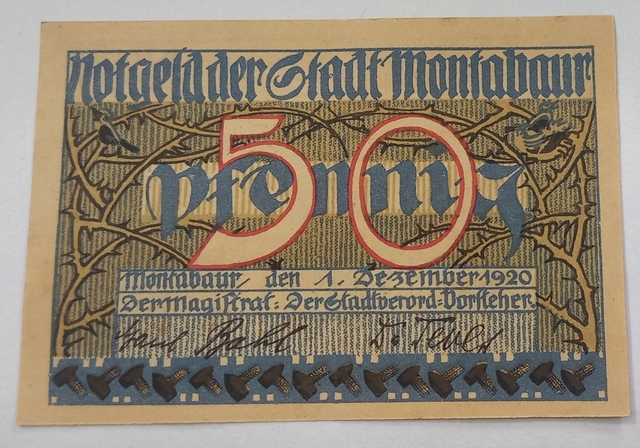 Notgeld der Stadt Montabaur
50
Pfennig
Montabaur, den 1. Dezember 1920
Der Magistrat: Der Stadtverord-Vorsteher.